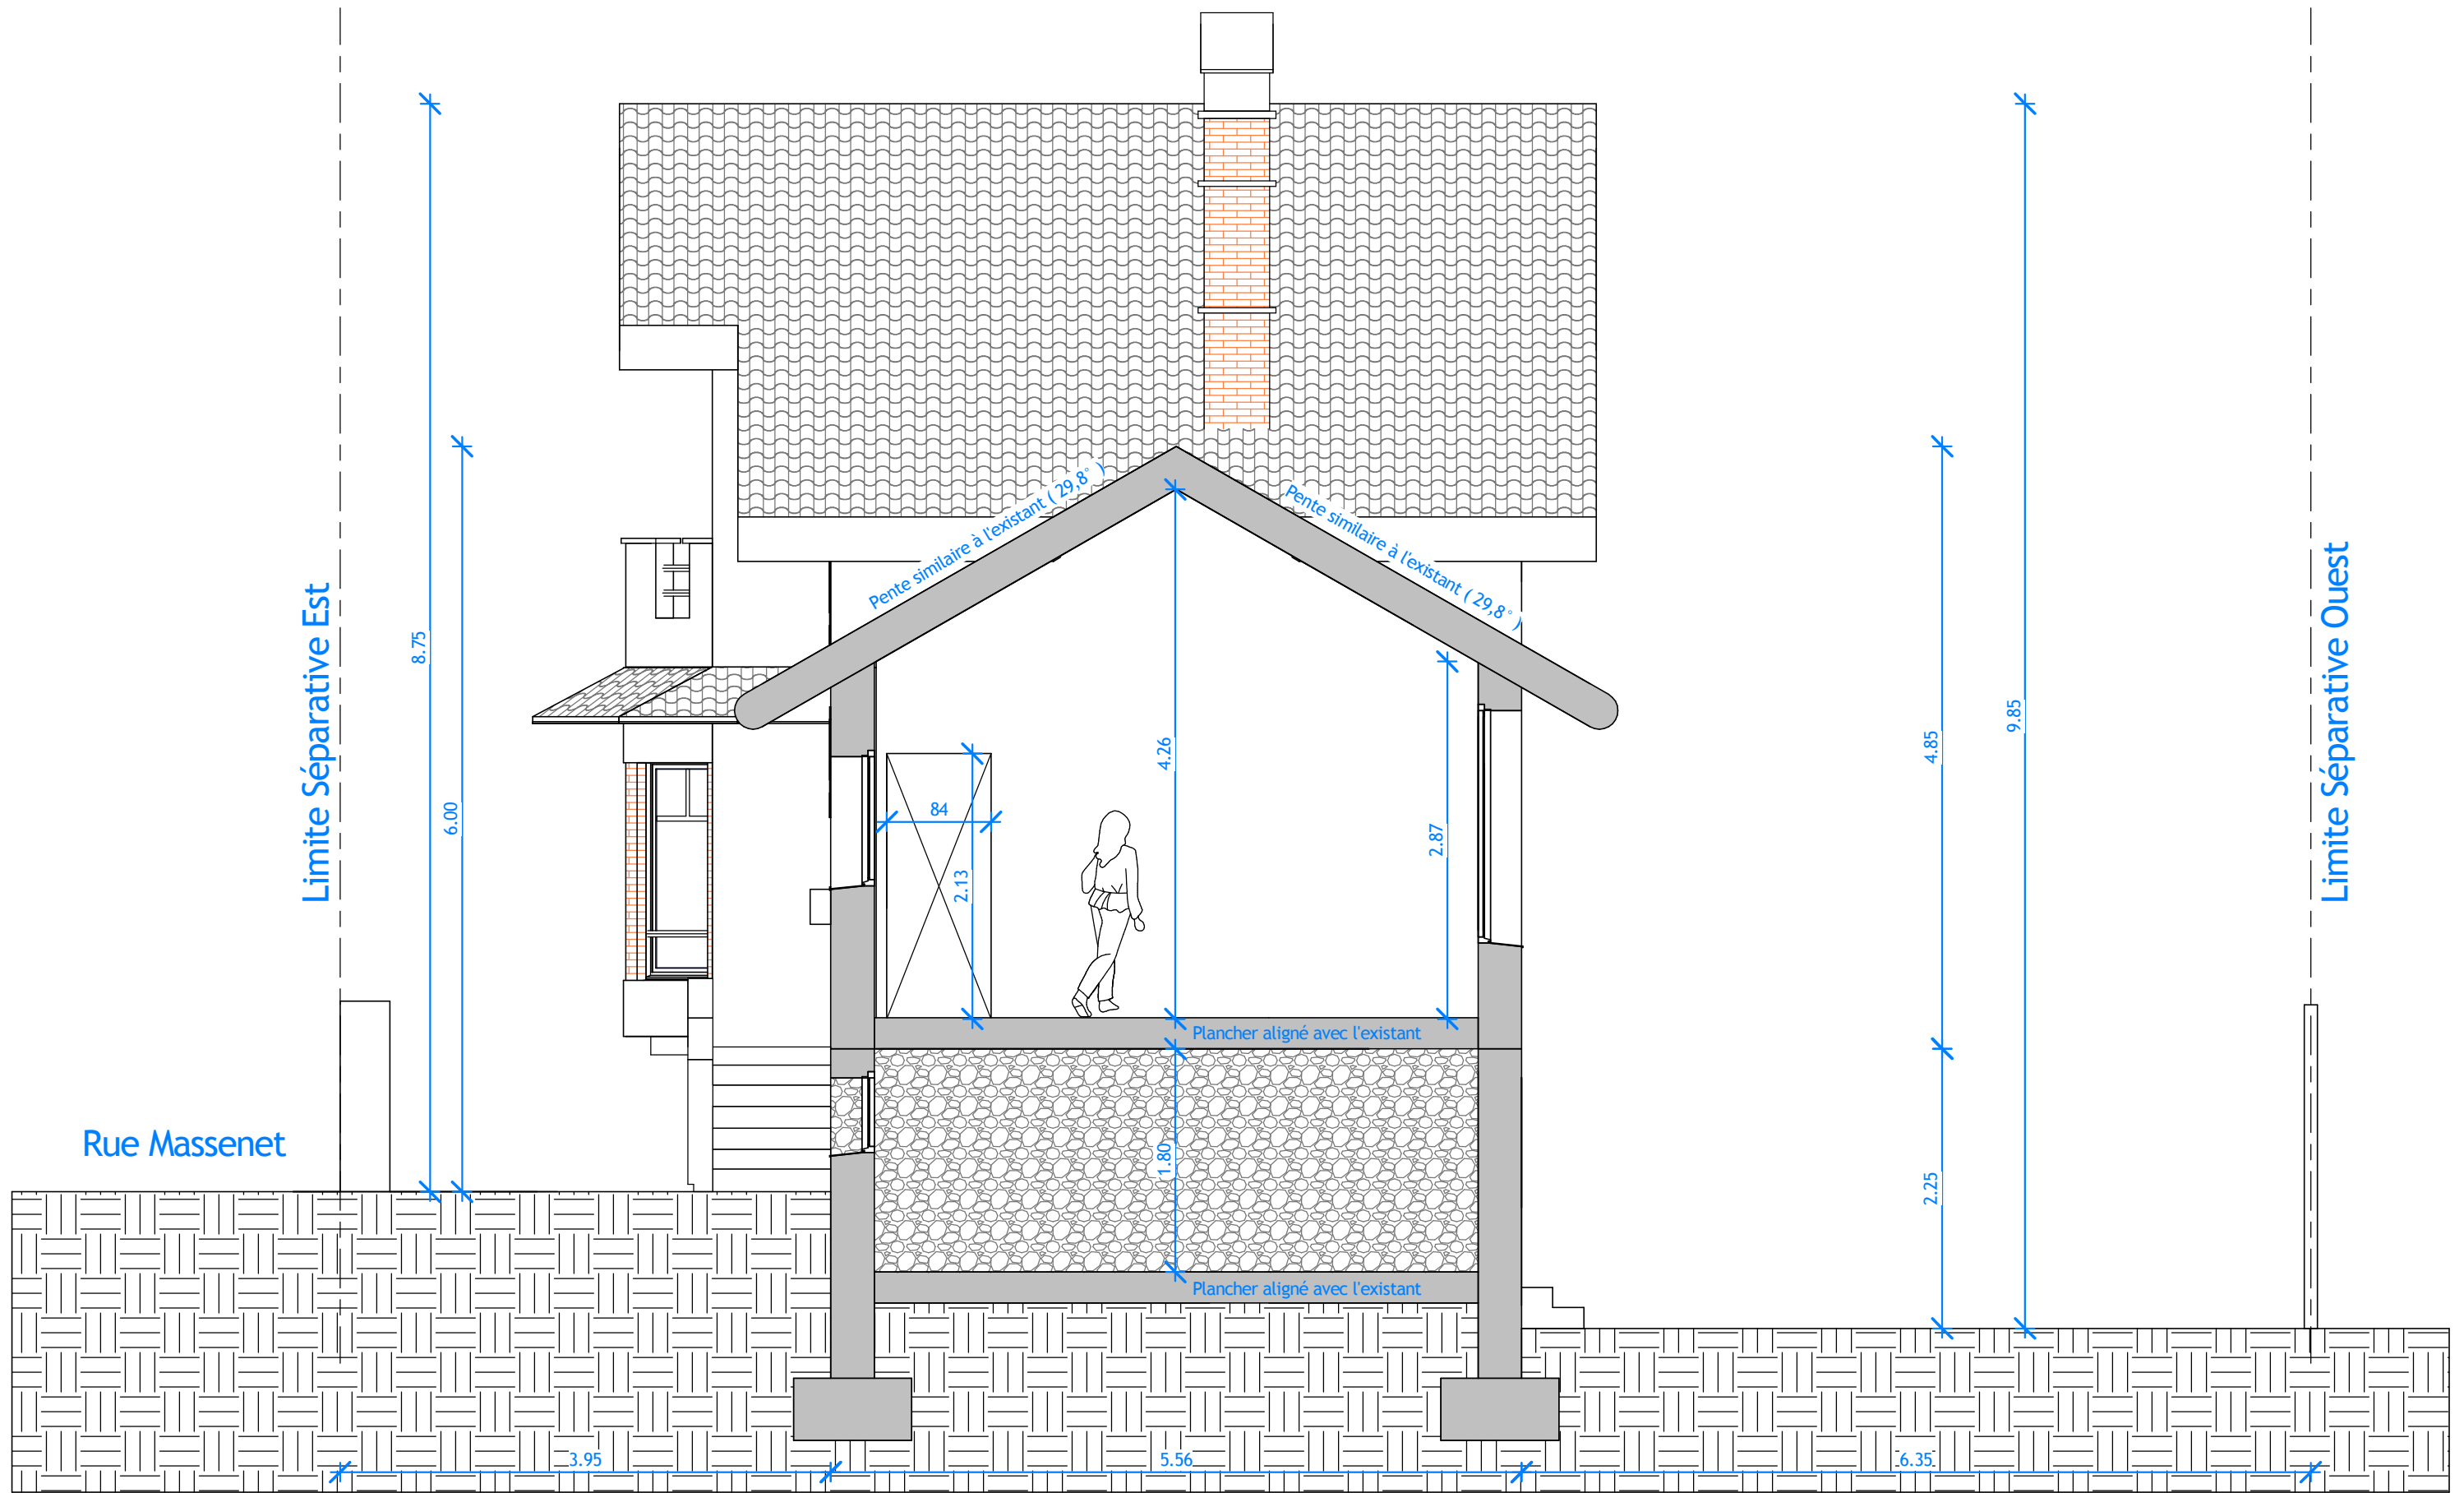 Pente similaire à l'existant ( 29,8° )
Pente similaire à l'existant ( 29,8° )
Limite Séparative Est
Limite Séparative Ouest
8.75
6.00
84
2.13
4.26
2.87
4.85
9.85
Plancher aligné avec l'existant
Rue Massenet
1.80
2.25
Plancher aligné avec l'existant
3.95
5.56
6.35